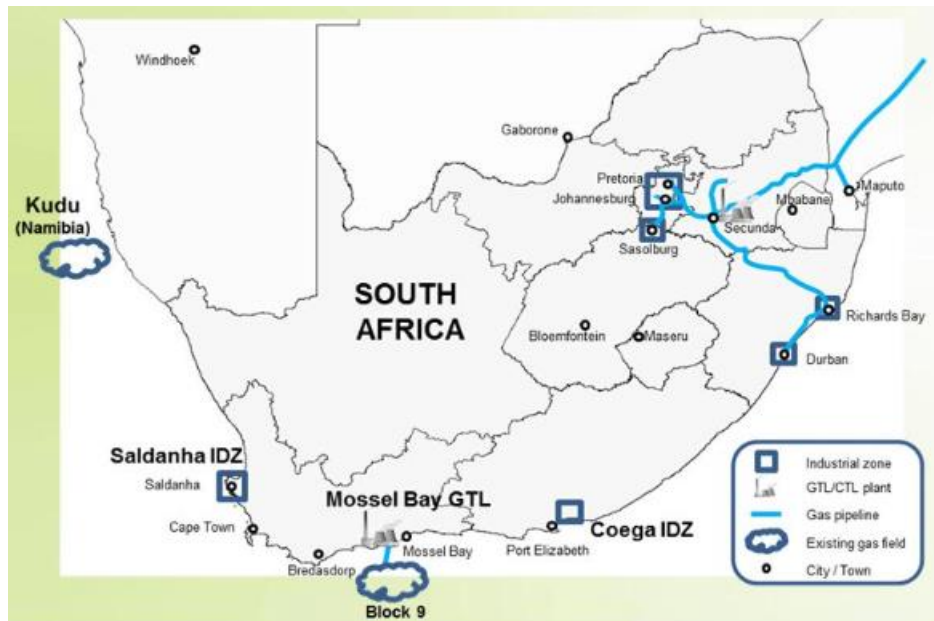 Windhoek
Gaborone
Pretoria
Johannesburg
Maputo
Mbabane
Secunda
Sasolburg
Kudu
(Namibia)
SOUTH
AFRICA
Richards Bay
Bloemfontein
Maseru
Durban
Saldanha IDZ
Saldanha
Mossel Bay GTL
Cape Town
Mossel Bay
Port Elizabeth
Coega IDZ
Bredasdorp
Block 9
Industrial zone
GTL/CTL plant
Gas pipeline
Existing gas field
City / Town